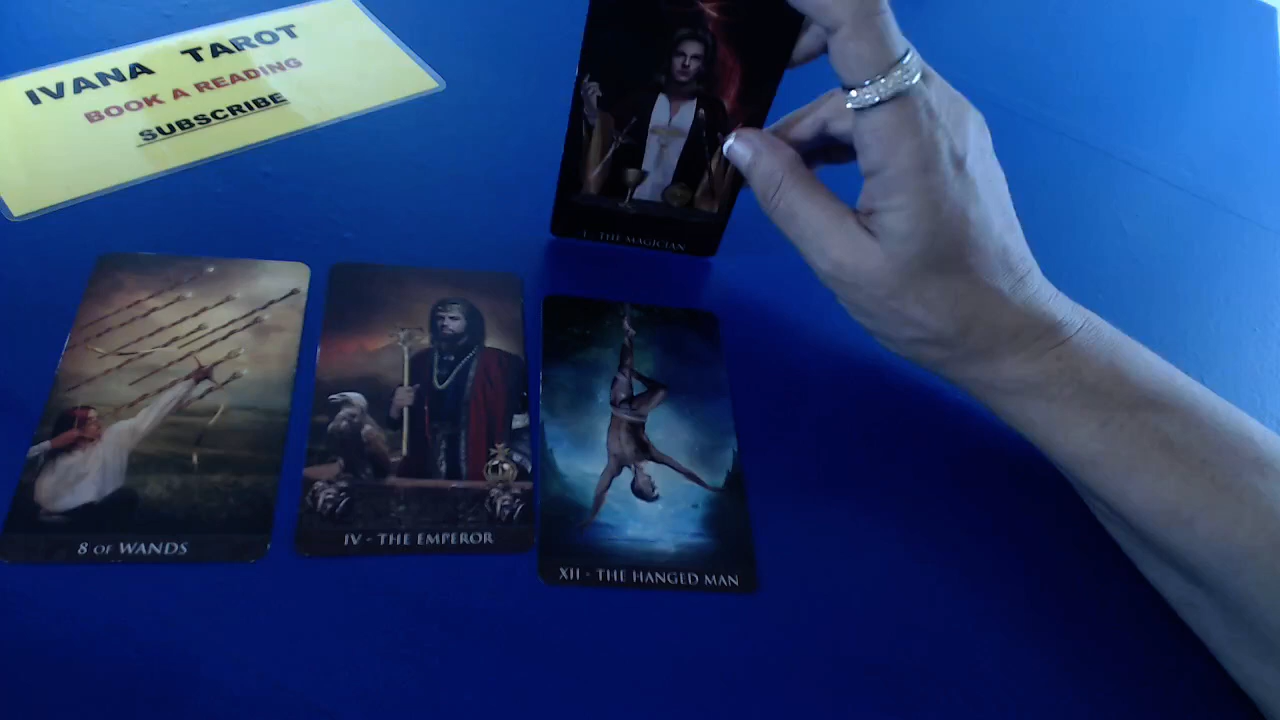 IVANA TAROT
BOOK A READING
SUBSCRIBE
I - THE MAGICIAN
8 OF WANDS
IV - THE EMPEROR
XII - THE HANGED MAN